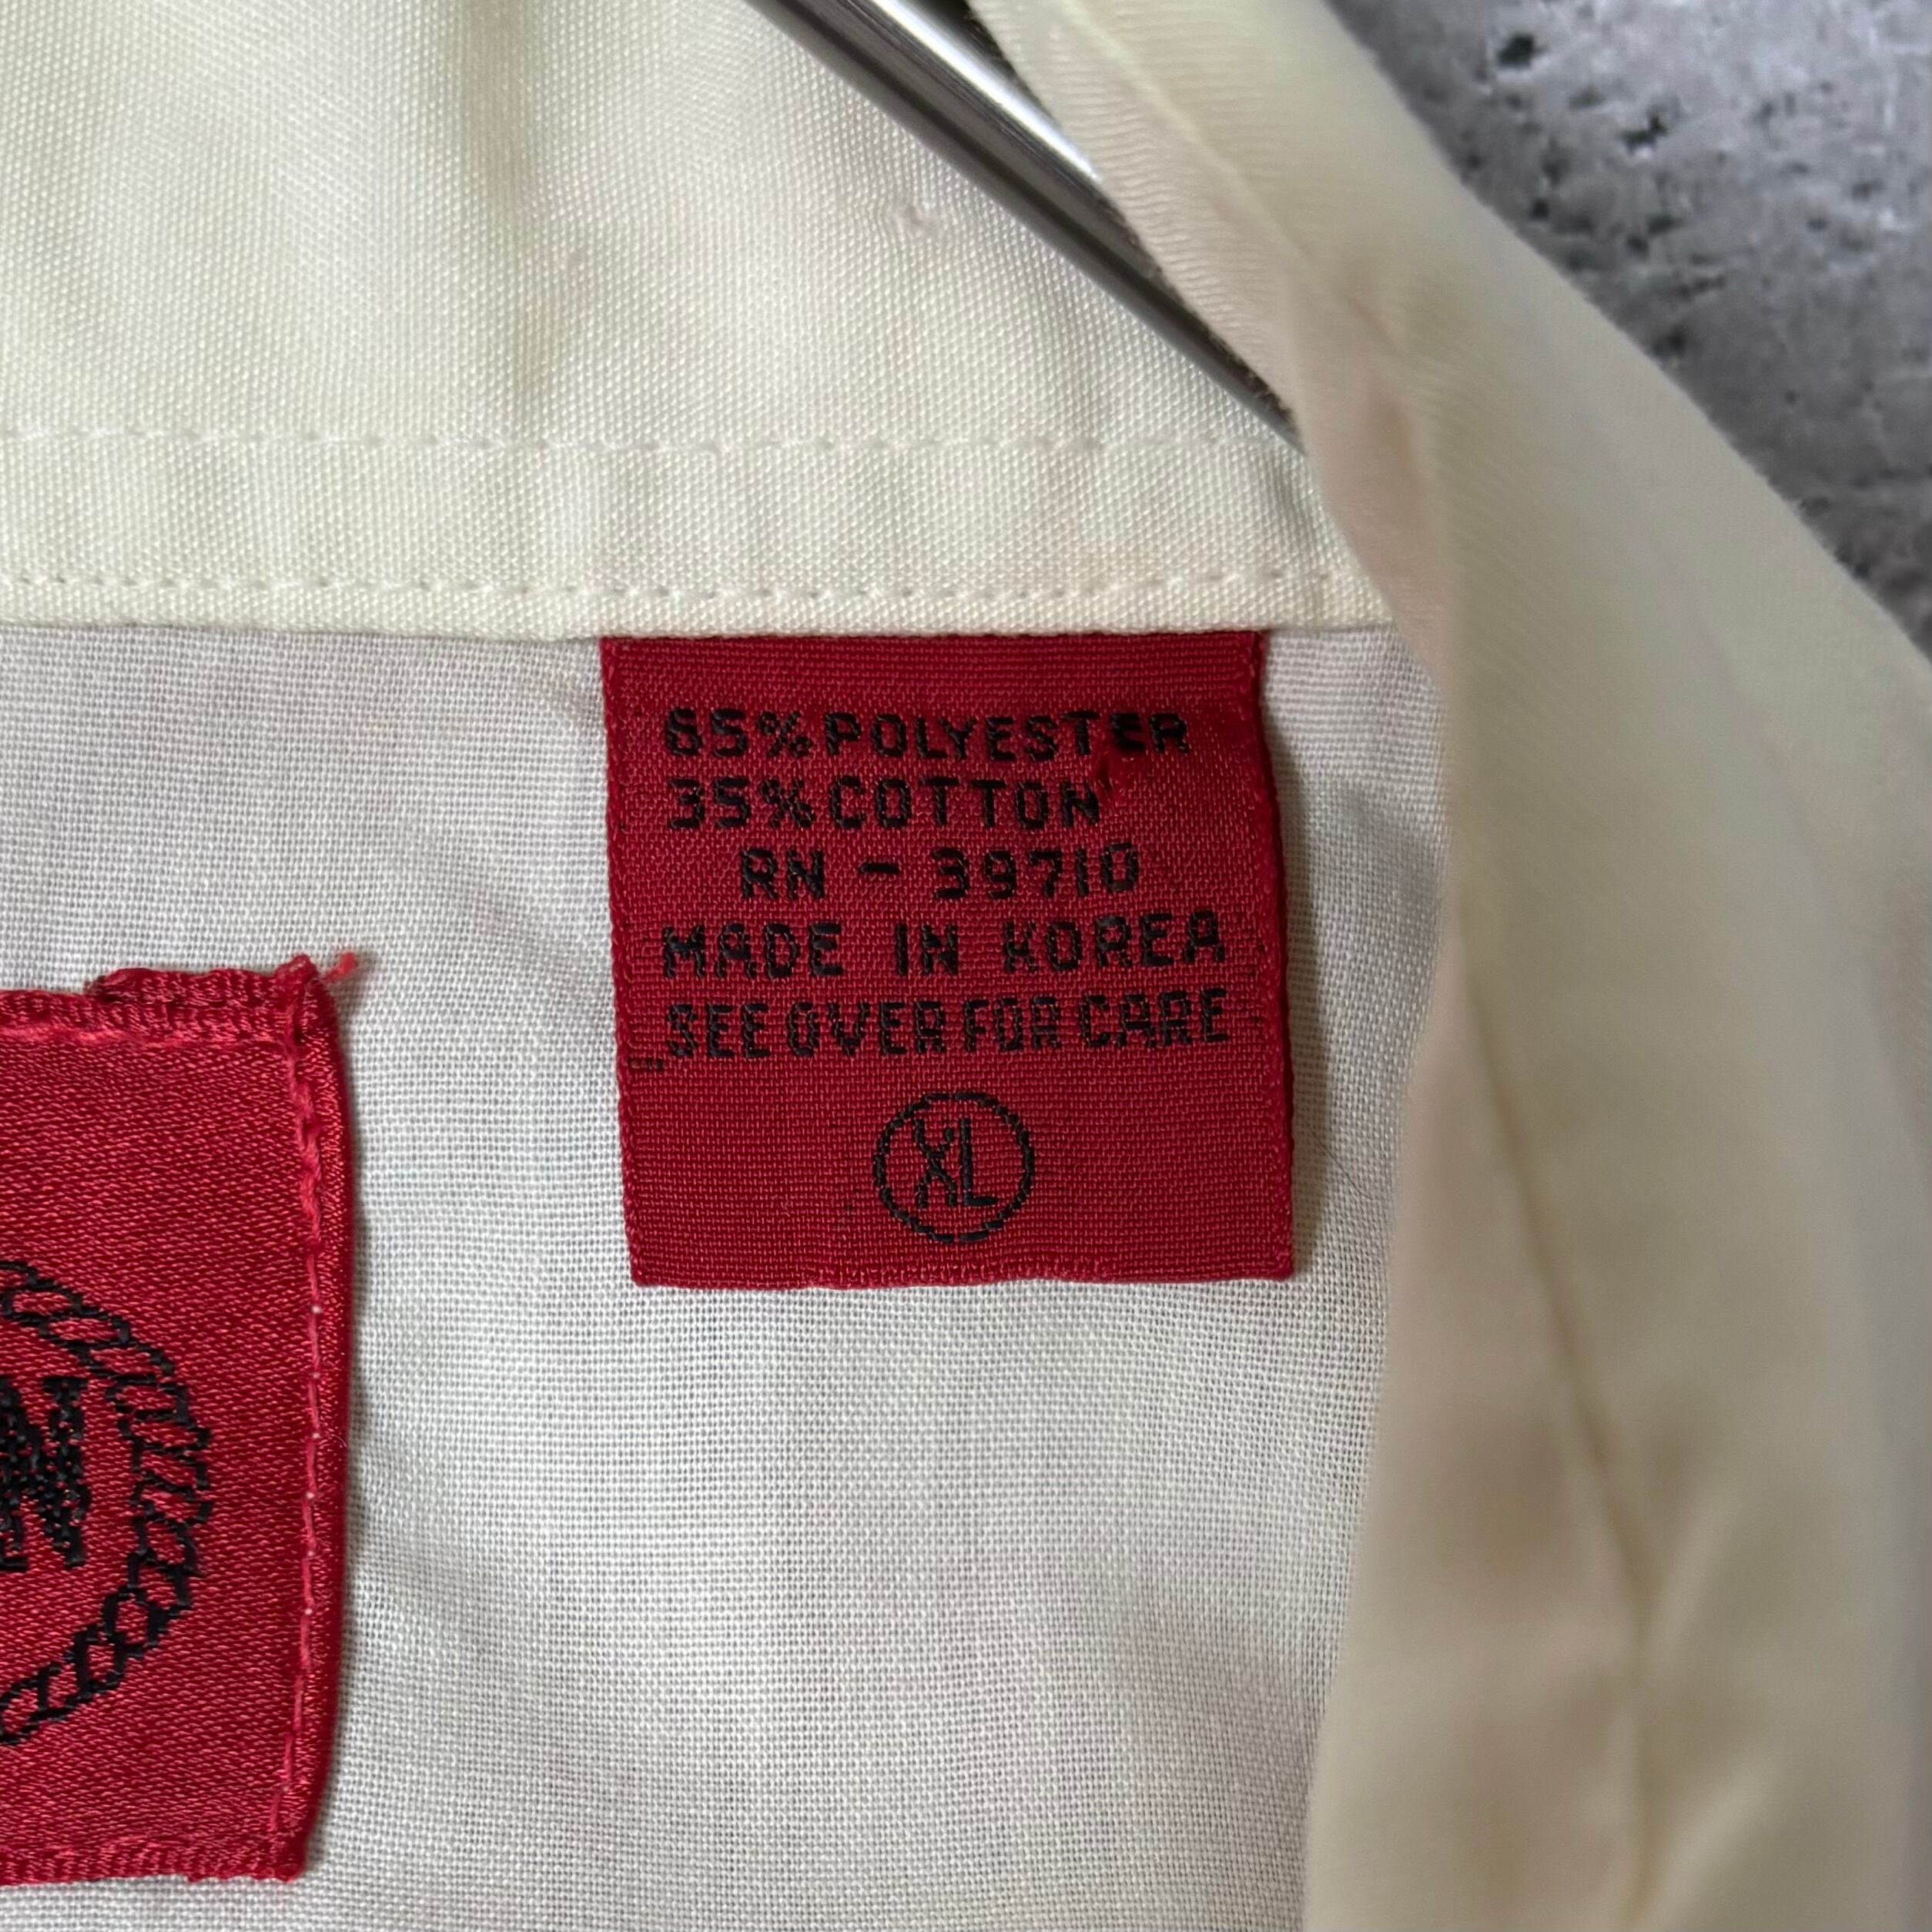 65% POLYESTER
35% COTTON
RN - 39710
MADE IN KOREA
SEE OVER FOR CARE
XL